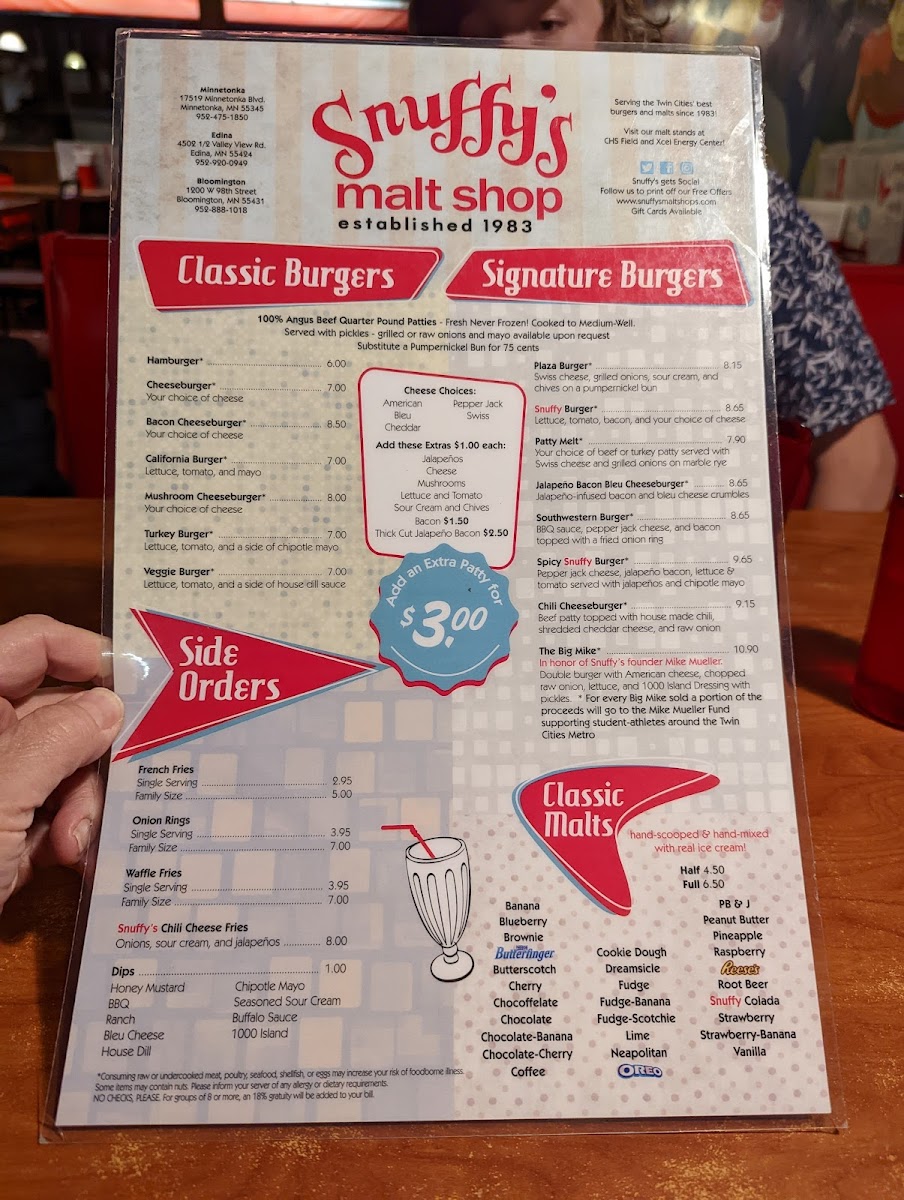 Minnetonka
17519 Minnetonka Blvd.
Minnetonka, MN 55345
952-475-1850
Edina
4502 1/2 Valley View Rd.
Edina, MN 55424
952-920-0949
Bloomington
1200 W 98th Street
Bloomington, MN 55431
952-888-1018
Snuffy's
malt shop
established 1983
Serving the Twin Cities' best
burgers and malts since 1983!
Visit our malt stands at
CHS Field and Xcel Energy Center!
Snuffy's gets Social
Follow us to print off our Free Offers
www.snuffysmaltshops.com
Gift Cards Available
Classic Burgers
Signature Burgers
100% Angus Beef Quarter Pound Patties - Fresh Never Frozen! Cooked to Medium-Well.
Served with pickles - grilled or raw onions and mayo available upon request
Substitute a Pumpernickel Bun for 75 cents
Hamburger* 6.00
Cheeseburger* 7.00
Your choice of cheese
Bacon Cheeseburger* 8.50
Your choice of cheese
California Burger* 7.00
Lettuce, tomato, and mayo
Mushroom Cheeseburger* 8.00
Your choice of cheese
Turkey Burger* 7.00
Lettuce, tomato, and a side of chipotle mayo
Veggie Burger* 7.00
Lettuce, tomato, and a side of house dill sauce
Cheese Choices:
American Pepper Jack
Bleu Swiss
Cheddar
Add these Extras $1.00 each:
Jalapeños
Cheese
Mushrooms
Lettuce and Tomato
Sour Cream and Chives
Bacon $1.50
Thick Cut Jalapeño Bacon $2.50
Add an Extra Patty for
$3.00
Plaza Burger* 8.15
Swiss cheese, grilled onions, sour cream, and
chives on a pumpernickel bun
Snuffy Burger* 8.65
Lettuce, tomato, bacon, and your choice of cheese
Patty Melt* 7.90
Your choice of beef or turkey patty served with
Swiss cheese and grilled onions on marble rye
Jalapeño Bacon Bleu Cheeseburger* 8.65
Jalapeño-infused bacon and bleu cheese crumbles
Southwestern Burger* 8.65
BBQ sauce, pepper jack cheese, and bacon
topped with a fried onion ring
Spicy Snuffy Burger* 9.65
Pepper jack cheese, jalapeño bacon, lettuce &
tomato served with jalapeños and chipotle mayo
Chili Cheeseburger* 9.15
Beef patty topped with house made chili,
shredded cheddar cheese, and raw onion
The Big Mike* 10.90
In honor of Snuffy's founder Mike Mueller.
Double burger with American cheese, chopped
raw onion, lettuce, and 1000 Island Dressing with
pickles. * For every Big Mike sold a portion of the
proceeds will go to the Mike Mueller Fund
supporting student-athletes around the Twin
Cities Metro
Side
Orders
French Fries
Single Serving 2.95
Family Size 5.00
Onion Rings
Single Serving 3.95
Family Size 7.00
Waffle Fries
Single Serving 3.95
Family Size 7.00
Snuffy's Chili Cheese Fries
Onions, sour cream, and jalapeños 8.00
Dips 1.00
Honey Mustard Chipotle Mayo
BBQ Seasoned Sour Cream
Ranch Buffalo Sauce
Bleu Cheese 1000 Island
House Dill
Classic
Malts
hand-scooped & hand-mixed
with real ice cream!
Half 4.50
Full 6.50
Banana
Blueberry
Brownie
Butterfinger
Butterscotch
Cherry
Chocoffelate
Chocolate
Chocolate-Banana
Chocolate-Cherry
Coffee
Cookie Dough
Dreamsicle
Fudge
Fudge-Banana
Fudge-Scotchie
Lime
Neapolitan
OREO
PB & J
Peanut Butter
Pineapple
Raspberry
Reese's
Root Beer
Snuffy Colada
Strawberry
Strawberry-Banana
Vanilla
*Consuming raw or undercooked meat, poultry, seafood, shellfish, or eggs may increase your risk of foodborne illness.
Some items may contain nuts. Please inform your server of any allergy or dietary requirements.
NO CHECKS, PLEASE. For groups of 8 or more, an 18% gratuity will be added to your bill.